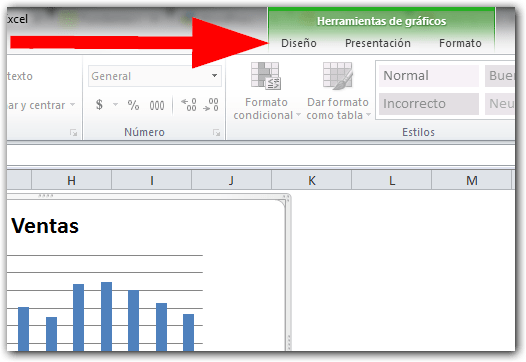 xcel
Herramientas de gráficos
Diseño Presentación Formato
texto
ar y centrar
General
$ % 000
,0 ,00
,00 ,0
Número
Formato condicional
Dar formato como tabla
Normal
Buen
Incorrecto
Neu
Estilos
H I J K L M
Ventas